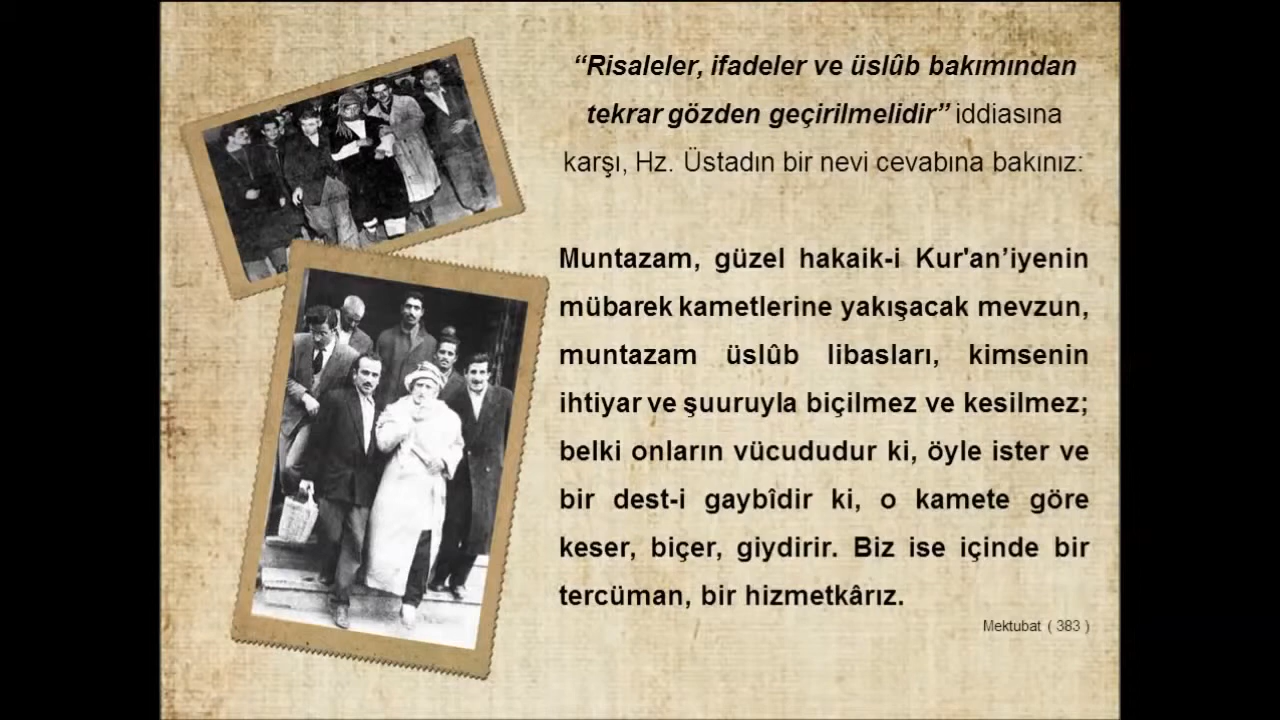 “Risaleler, ifadeler ve üslûb bakımından
tekrar gözden geçirilmelidir” iddiasına
karşı, Hz. Üstadın bir nevi cevabına bakınız:
Muntazam, güzel hakaik-i Kur'an’iyenin
mübarek kametlerine yakışacak mevzun,
muntazam üslûb libasları, kimsenin
ihtiyar ve şuuruyla biçilmez ve kesilmez;
belki onların vücududur ki, öyle ister ve
bir dest-i gaybîdir ki, o kamete göre
keser, biçer, giydirir. Biz ise içinde bir
tercüman, bir hizmetkârız.
Mektubat ( 383 )